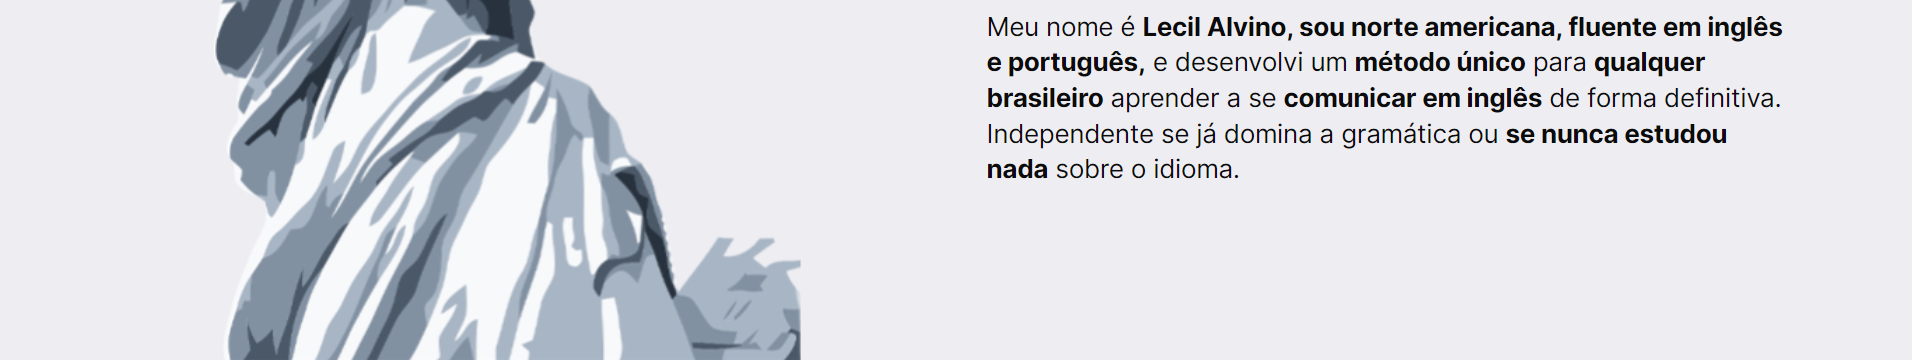 Meu nome é Lecil Alvino, sou norte americana, fluente em inglês
e português, e desenvolvi um método único para qualquer
brasileiro aprender a se comunicar em inglês de forma definitiva.
Independente se já domina a gramática ou se nunca estudou
nada sobre o idioma.